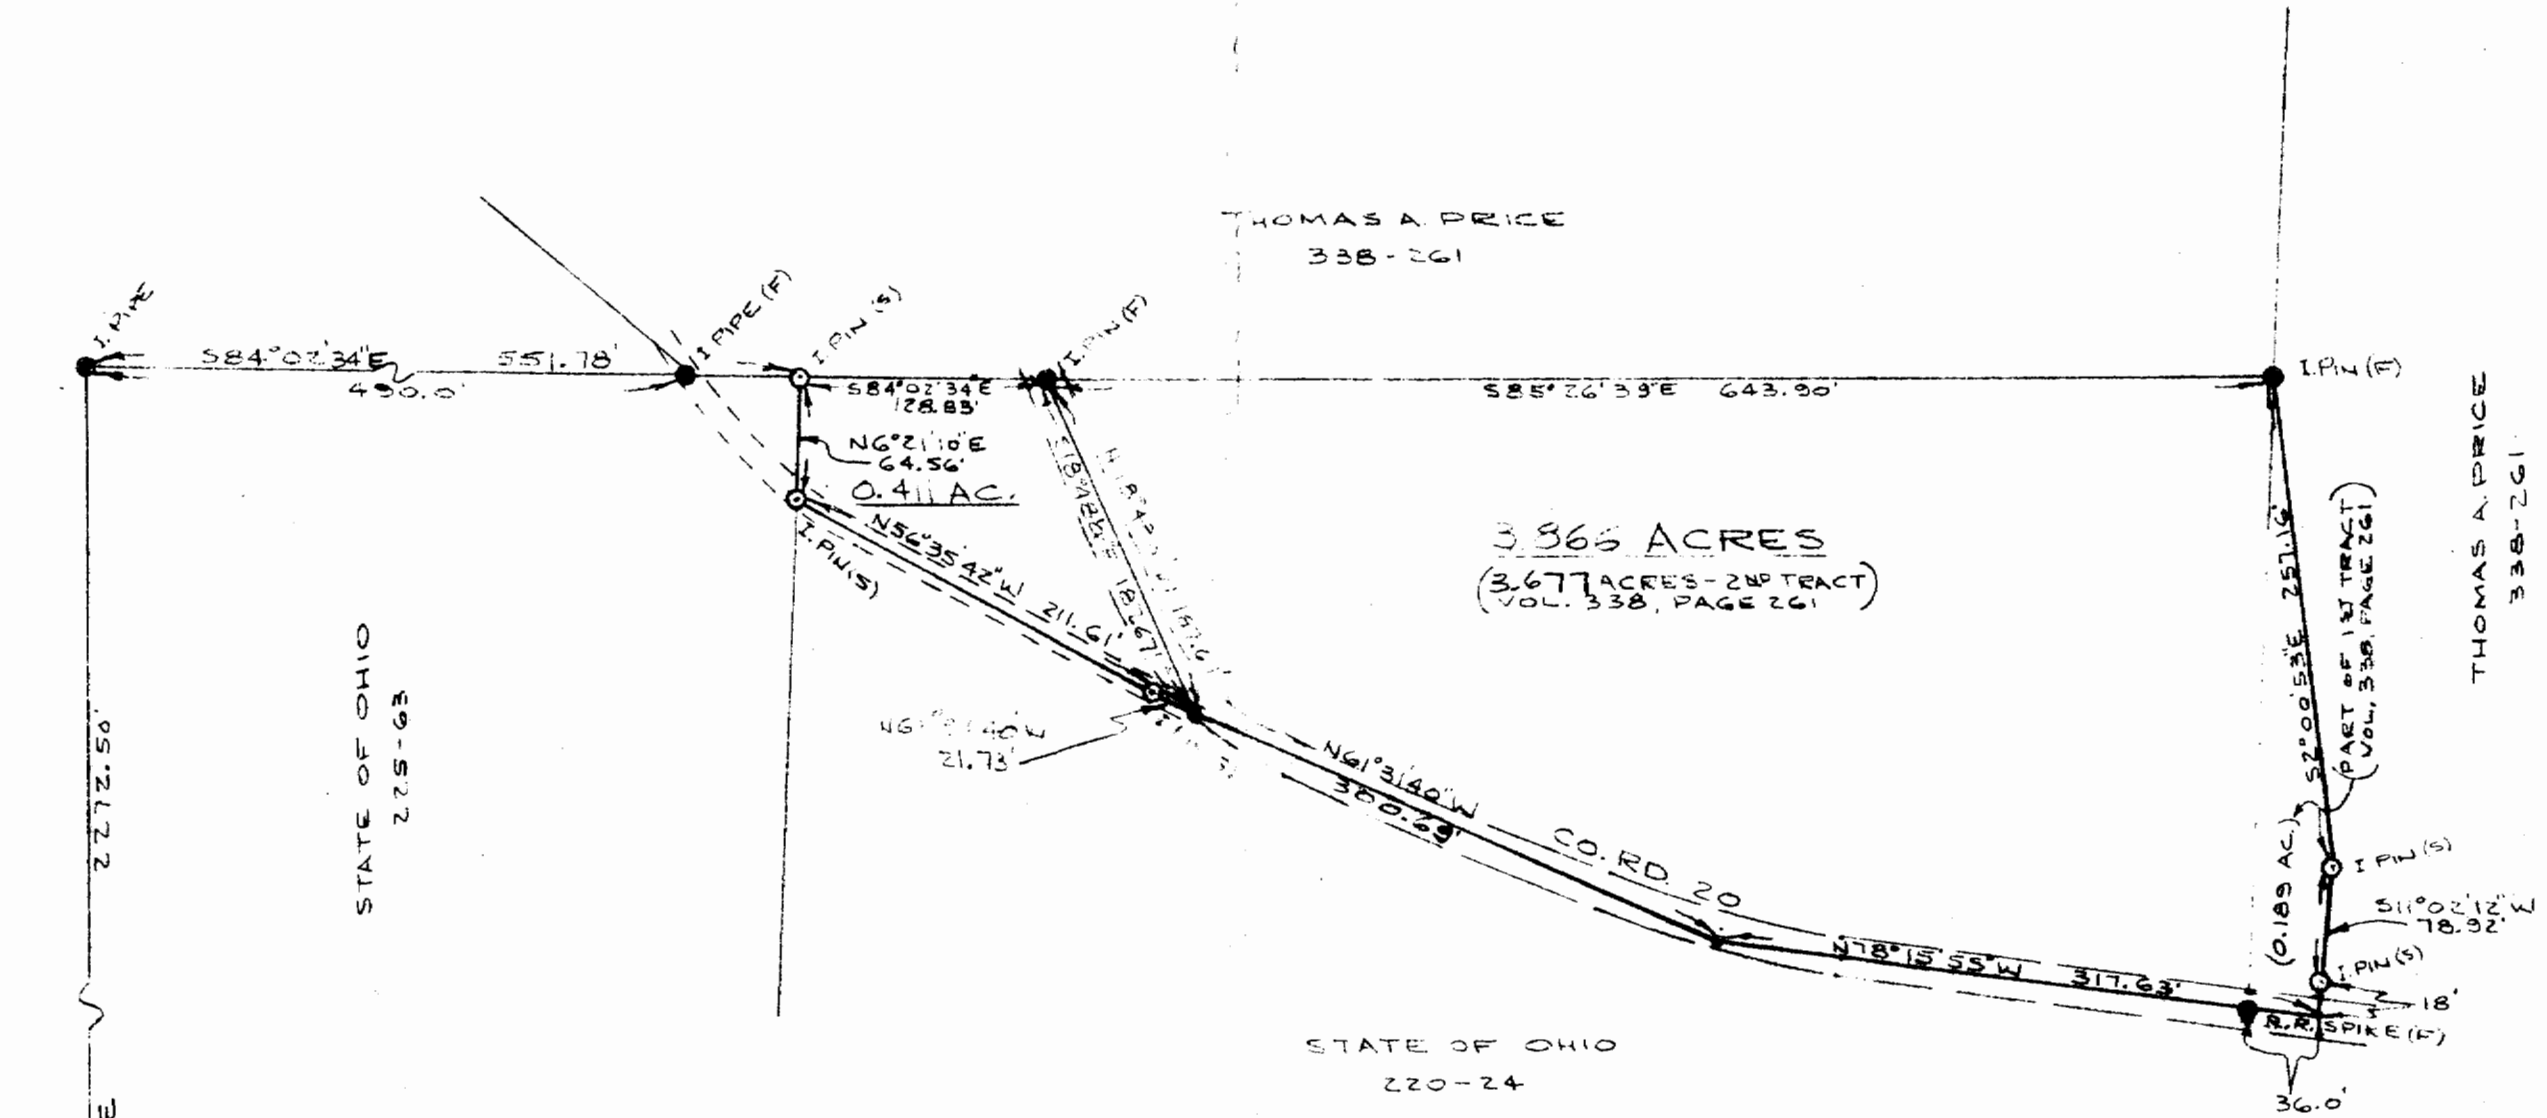 THOMAS A. PRICE
338-261
I. PIPE (F)
I. PIN (S)
I. PIN (F)
S84°02'34"E 551.78'
490.0'
S84°02'34"E
128.83'
S85°26'39"E 643.90'
I. PIN (F)
N6°21'10"E
64.56'
0.411 AC.
I. PIN (S)
N56°35'42"W 211.61'
21.73'
3.866 ACRES
(3.677 ACRES - 2ND TRACT)
VOL. 338, PAGE 261
S2°00'53"E 257.16'
(PART OF 1ST TRACT)
VOL. 338, PAGE 261
THOMAS A. PRICE
338-261
STATE OF OHIO
225-63
2272.50'
N61°31'40"W
380.69'
CO. RD. 20
N78°15'55"W 317.63'
(0.189 AC.)
I. PIN (S)
S11°02'12"W
78.92'
I. PIN (S)
18'
R.R. SPIKE (F)
36.0'
STATE OF OHIO
220-24
E